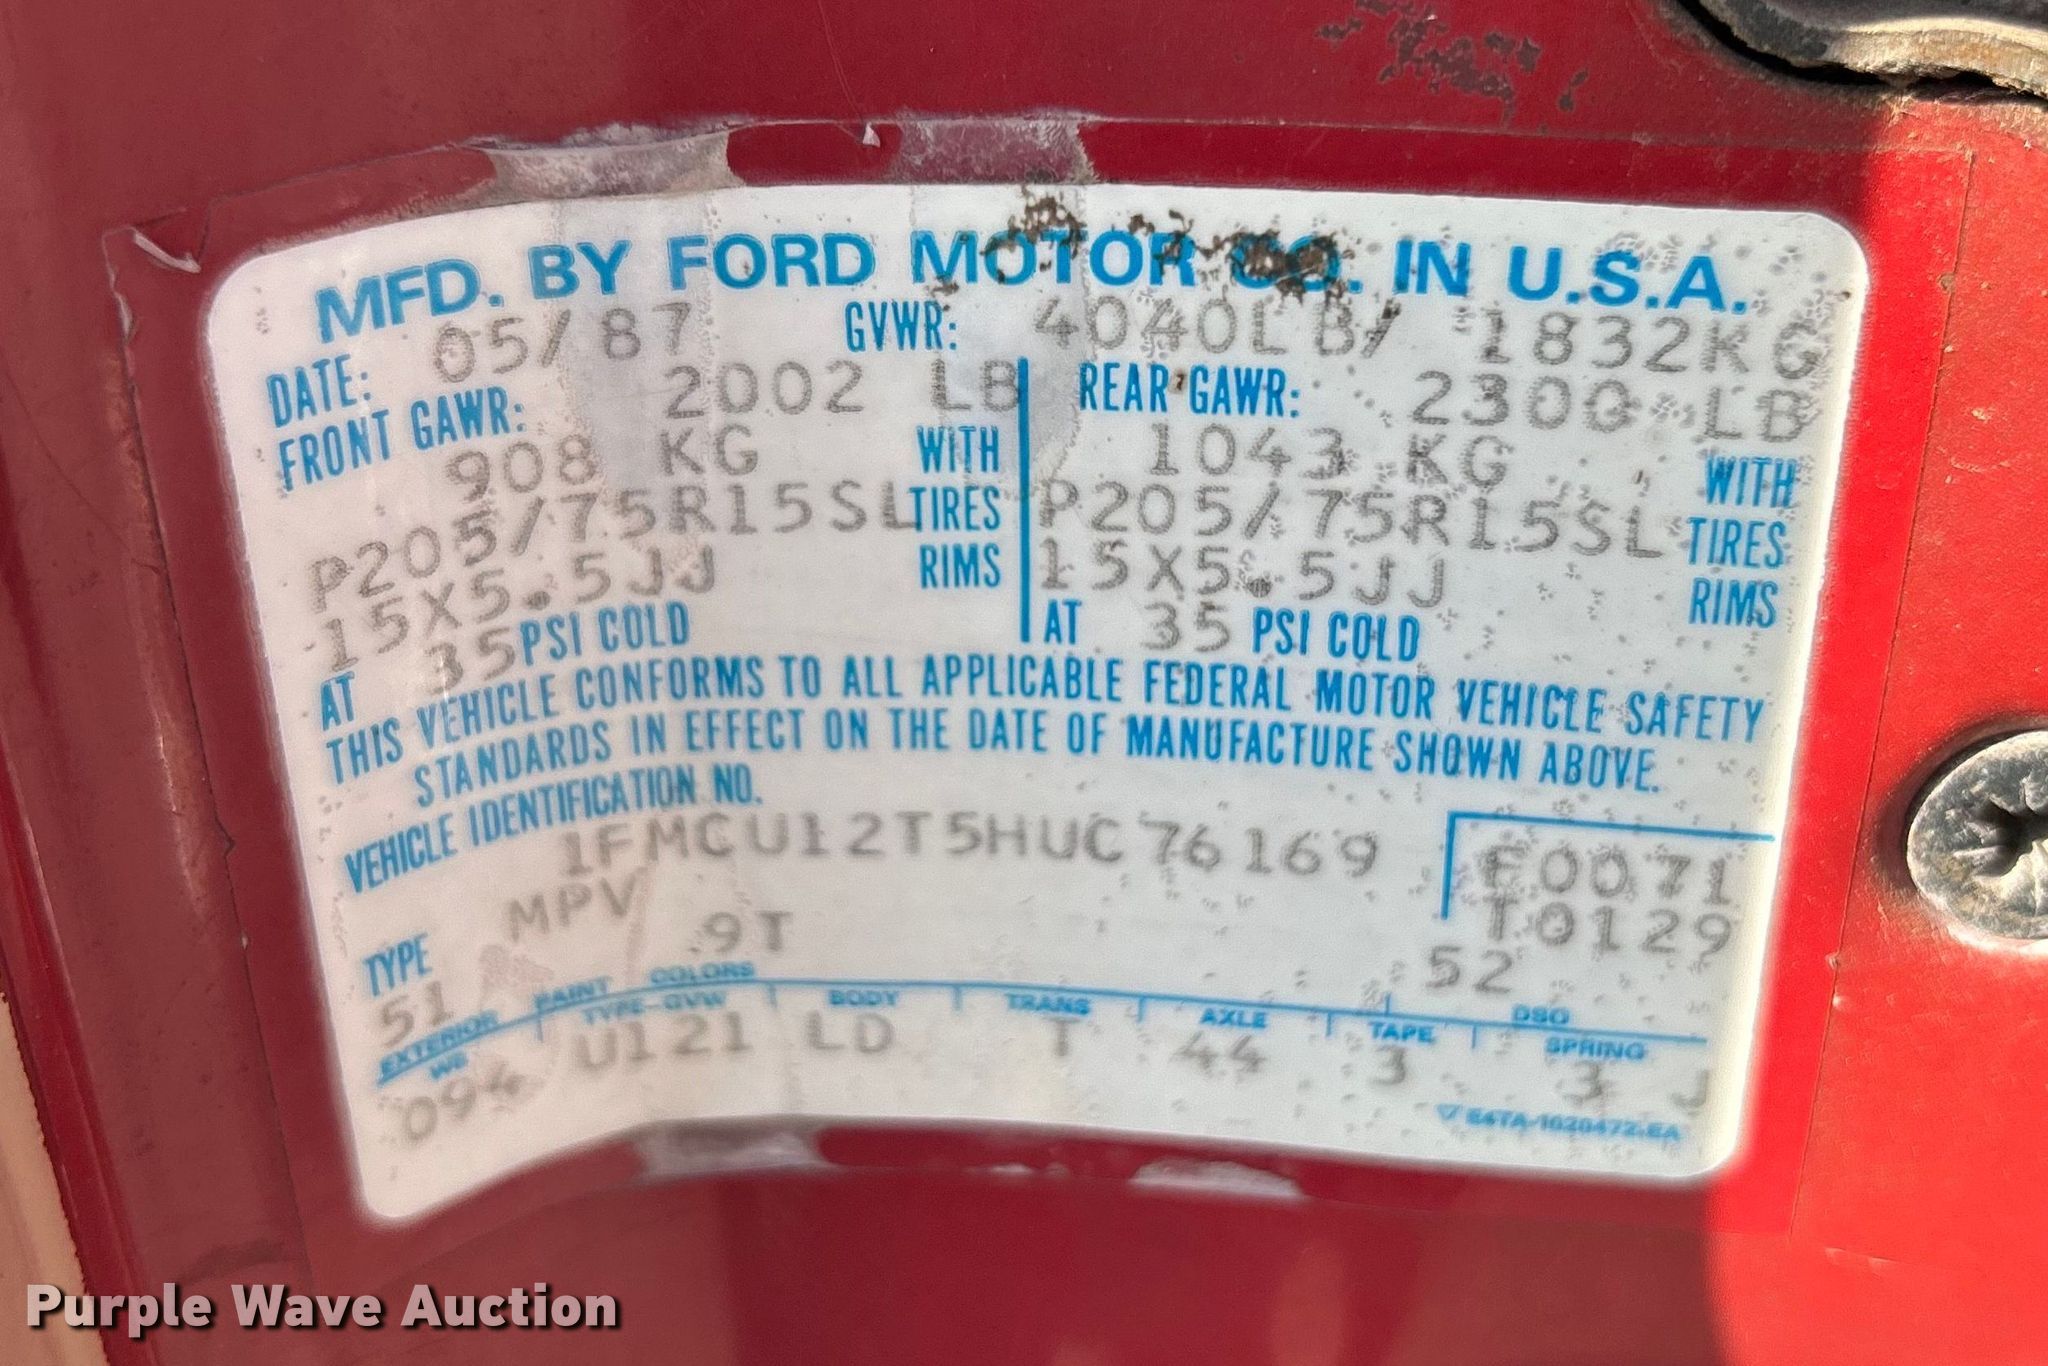 MFD. BY FORD MOTOR CO. IN U.S.A.
DATE: 05/87 GVWR: 4040LB/ 1832KG
FRONT GAWR: 2002 LB REAR GAWR: 2300 LB
908 KG WITH 1043 KG WITH
P205/75R15SL TIRES P205/75R15SL TIRES
15X5.5JJ RIMS 15X5.5JJ RIMS
AT 35 PSI COLD AT 35 PSI COLD
THIS VEHICLE CONFORMS TO ALL APPLICABLE FEDERAL MOTOR VEHICLE SAFETY
STANDARDS IN EFFECT ON THE DATE OF MANUFACTURE SHOWN ABOVE.
VEHICLE IDENTIFICATION NO.
1FMCU12T5HUC76169 F0071
TYPE MPV T0129
51 9T 52
EXTERIOR PAINT COLORS DSO
WB TYPE-GVW BODY TRANS AXLE TAPE SPRING
094 U121 LD T 44 3 3 J
Purple Wave Auction